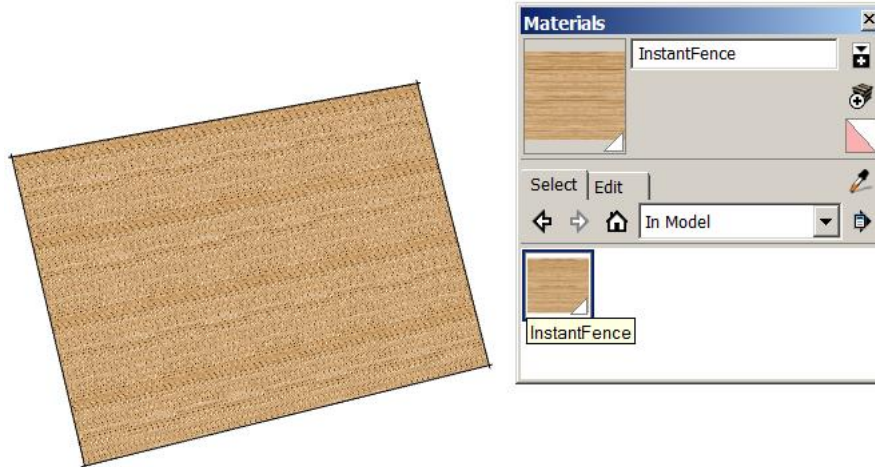 Materials
InstantFence
Select
Edit
In Model
InstantFence